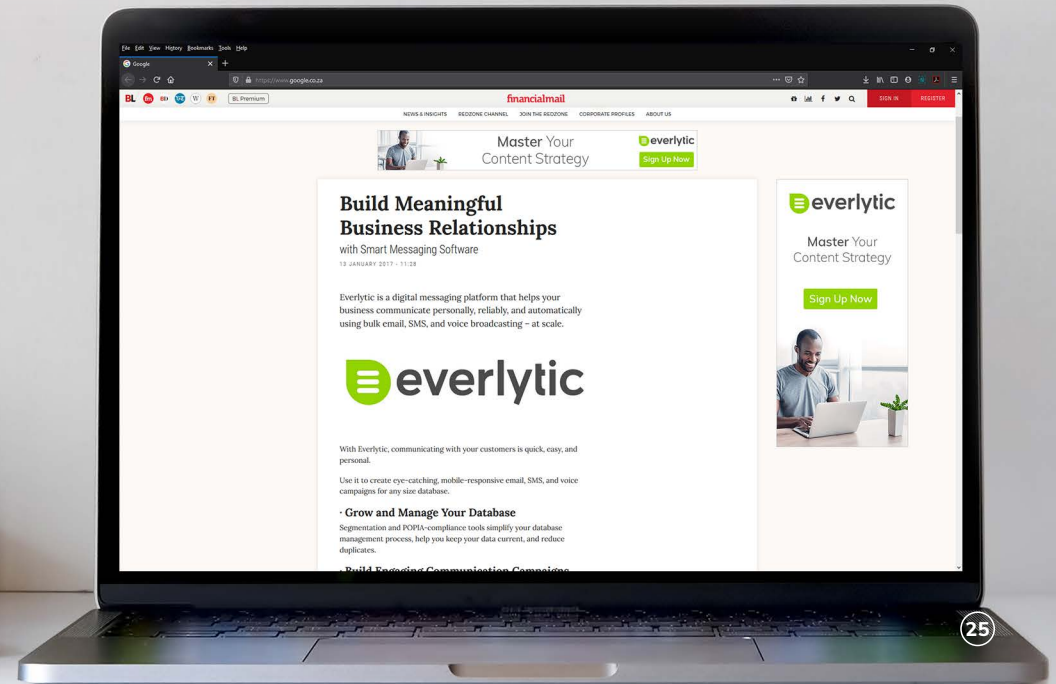 File Edit View History Bookmarks Tools Help
Google
https://www.google.co.za
BL fm BD W FT BL Premium
financialmail
SIGN IN REGISTER
NEWS & INSIGHTS REDZONE CHANNEL JOIN THE REDZONE CORPORATE PROFILES ABOUT US
Master Your
Content Strategy
everlytic
Sign Up Now
Build Meaningful
Business Relationships
with Smart Messaging Software
13 JANUARY 2017 - 11:28
Everlytic is a digital messaging platform that helps your
business communicate personally, reliably, and automatically
using bulk email, SMS, and voice broadcasting – at scale.
everlytic
With Everlytic, communicating with your customers is quick, easy, and
personal.
Use it to create eye-catching, mobile-responsive email, SMS, and voice
campaigns for any size database.
· Grow and Manage Your Database
Segmentation and POPIA-compliance tools simplify your database
management process, help you keep your data current, and reduce
duplicates.
· Build Engaging Communication Campaigns
everlytic
Master Your
Content Strategy
Sign Up Now
25